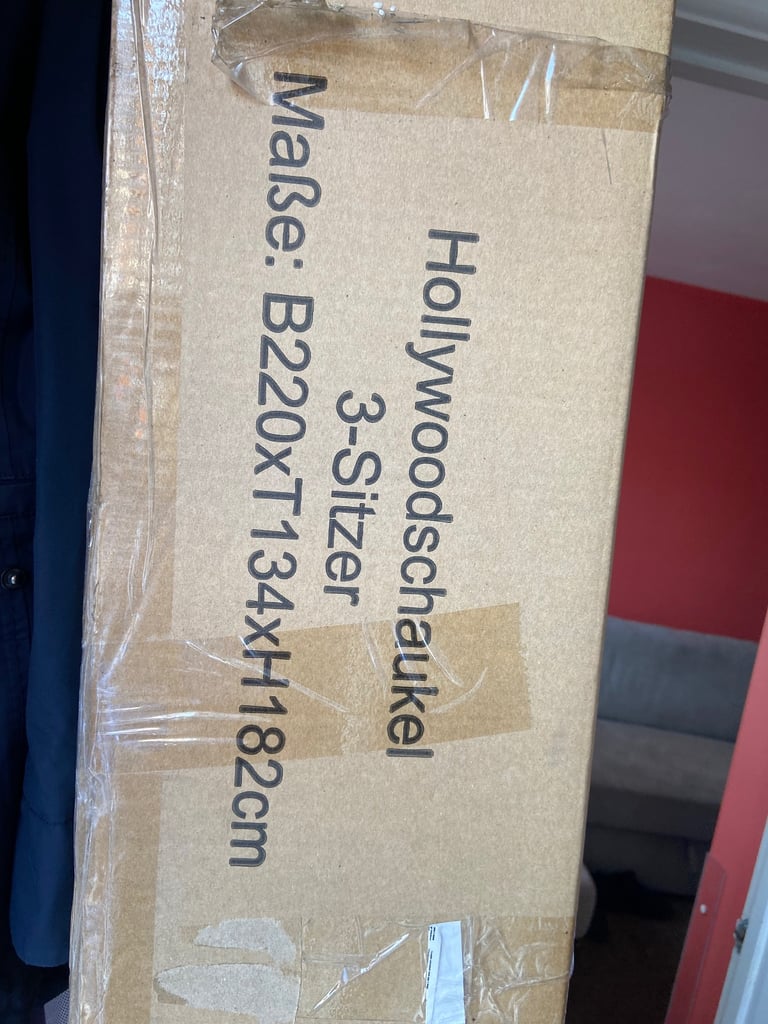 Hollywoodschaukel
3-Sitzer
Maße: B220xT134xH182cm